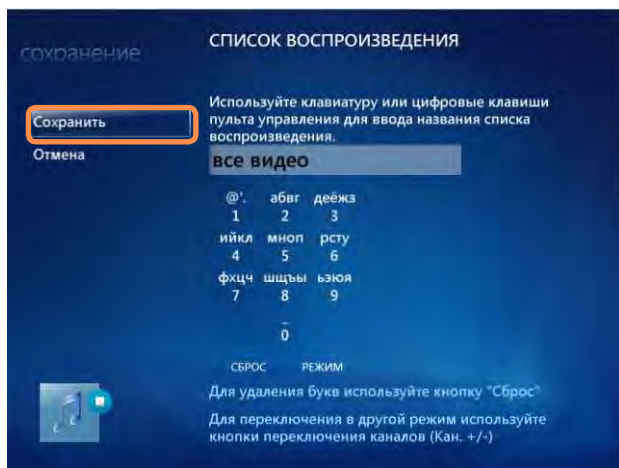 сохранение
СПИСОК ВОСПРОИЗВЕДЕНИЯ
Сохранить
Отмена
Используйте клавиатуру или цифровые клавиши
пульта управления для ввода названия списка
воспроизведения.
все видео
@'. абвг деёжз
1 2 3
ийкл мноп рсту
4 5 6
фхцч шщъы ьэюя
7 8 9
_
0
СБРОС РЕЖИМ
Для удаления букв используйте кнопку "Сброс"
Для переключения в другой режим используйте
кнопки переключения каналов (Кан. +/-)